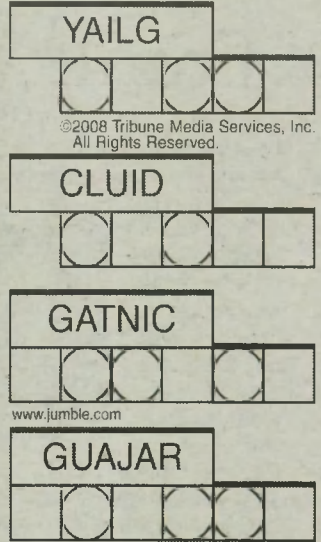 YAILG
©2008 Tribune Media Services, Inc.
All Rights Reserved.
CLUID
GATNIC
www.jumble.com
GUAJAR